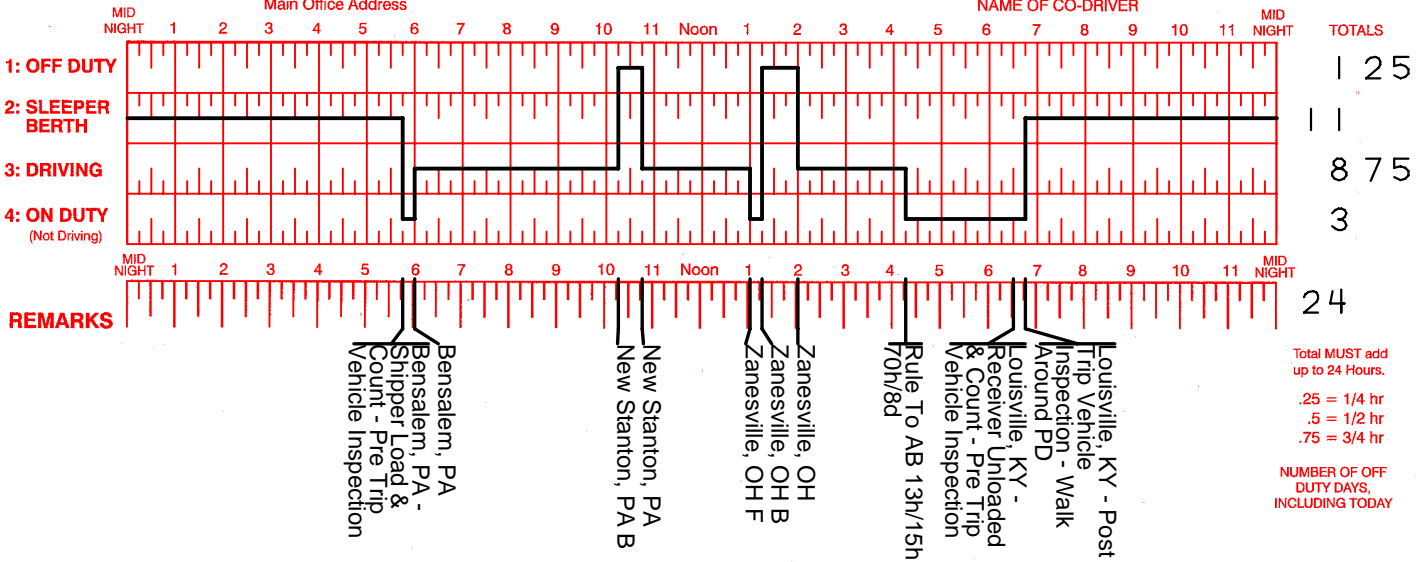 Main Office Address
NAME OF CO-DRIVER
MID NIGHT 1 2 3 4 5 6 7 8 9 10 11 Noon 1 2 3 4 5 6 7 8 9 10 11 MID NIGHT TOTALS
1: OFF DUTY 1 25
2: SLEEPER
BERTH 11
3: DRIVING 8 75
4: ON DUTY 3
(Not Driving)
MID NIGHT 1 2 3 4 5 6 7 8 9 10 11 Noon 1 2 3 4 5 6 7 8 9 10 11 MID NIGHT
REMARKS 24
Bensalem, PA -
Shipper Load &
Count - Pre Trip
Vehicle Inspection
Bensalem, PA
New Stanton, PA B
New Stanton, PA
Zanesville, OH F
Zanesville, OH B
Zanesville, OH
Rule To AB 13h/15h
70h/8d
Louisville, KY -
Receiver Unloaded
& Count - Pre Trip
Vehicle Inspection
Louisville, KY - Post
Trip Vehicle
Inspection - Walk
Around PD
Total MUST add
up to 24 Hours.
.25 = 1/4 hr
.5 = 1/2 hr
.75 = 3/4 hr
NUMBER OF OFF
DUTY DAYS,
INCLUDING TODAY